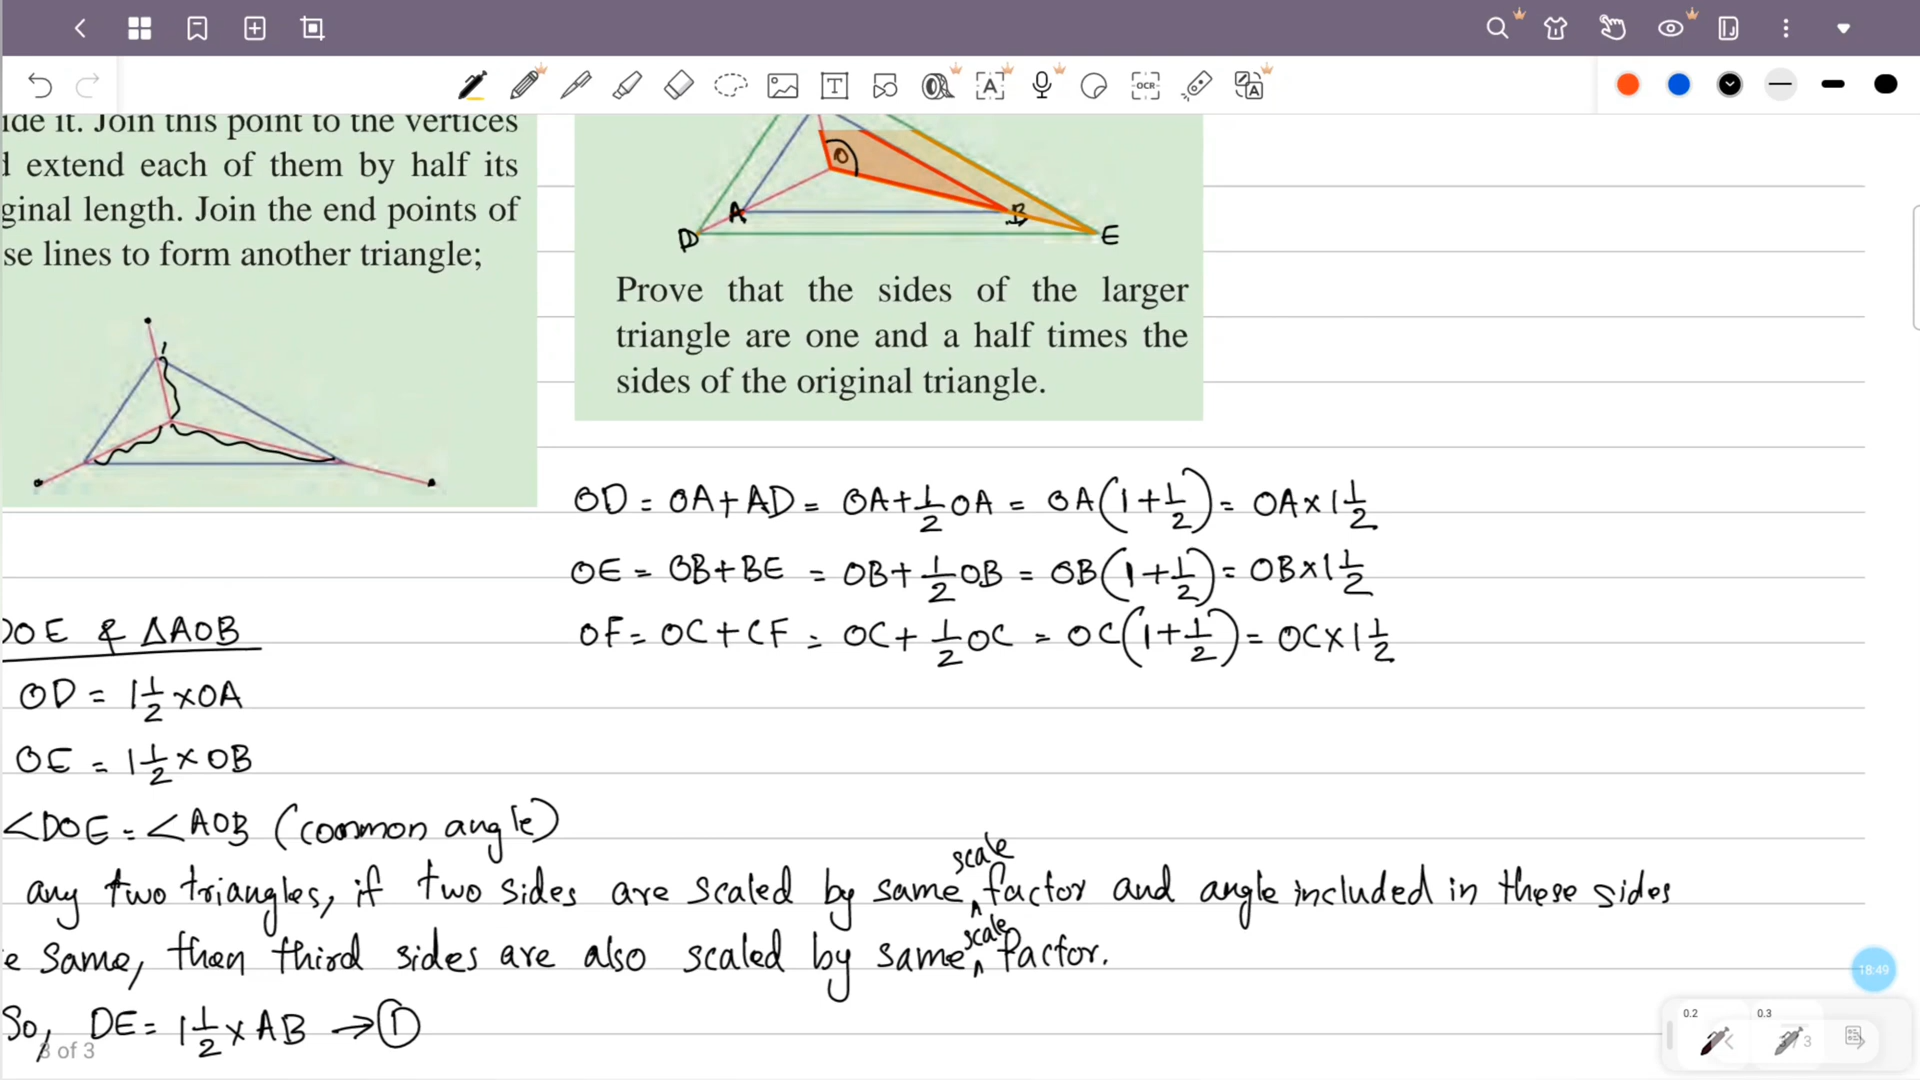 ide it. Join this point to the vertices
d extend each of them by half its
ginal length. Join the end points of
se lines to form another triangle;
O
A
B
D
E
Prove that the sides of the larger
triangle are one and a half times the
sides of the original triangle.
OD = OA+AD = OA+1/2 OA = OA(1+1/2) = OA×1 1/2
OE = OB+BE = OB+1/2 OB = OB(1+1/2) = OB×1 1/2
OF = OC+CF = OC+1/2 OC = OC(1+1/2) = OC×1 1/2
DOE & ΔAOB
OD = 1 1/2 ×OA
OE = 1 1/2 × OB
<DOE = <AOB (common angle)
any two triangles, if two sides are scaled by same scale factor and angle included in these sides
e same, then third sides are also scaled by same scale factor.
So, DE = 1 1/2 × AB → ①
3 of 3
18:49
0.2
0.3
OCR